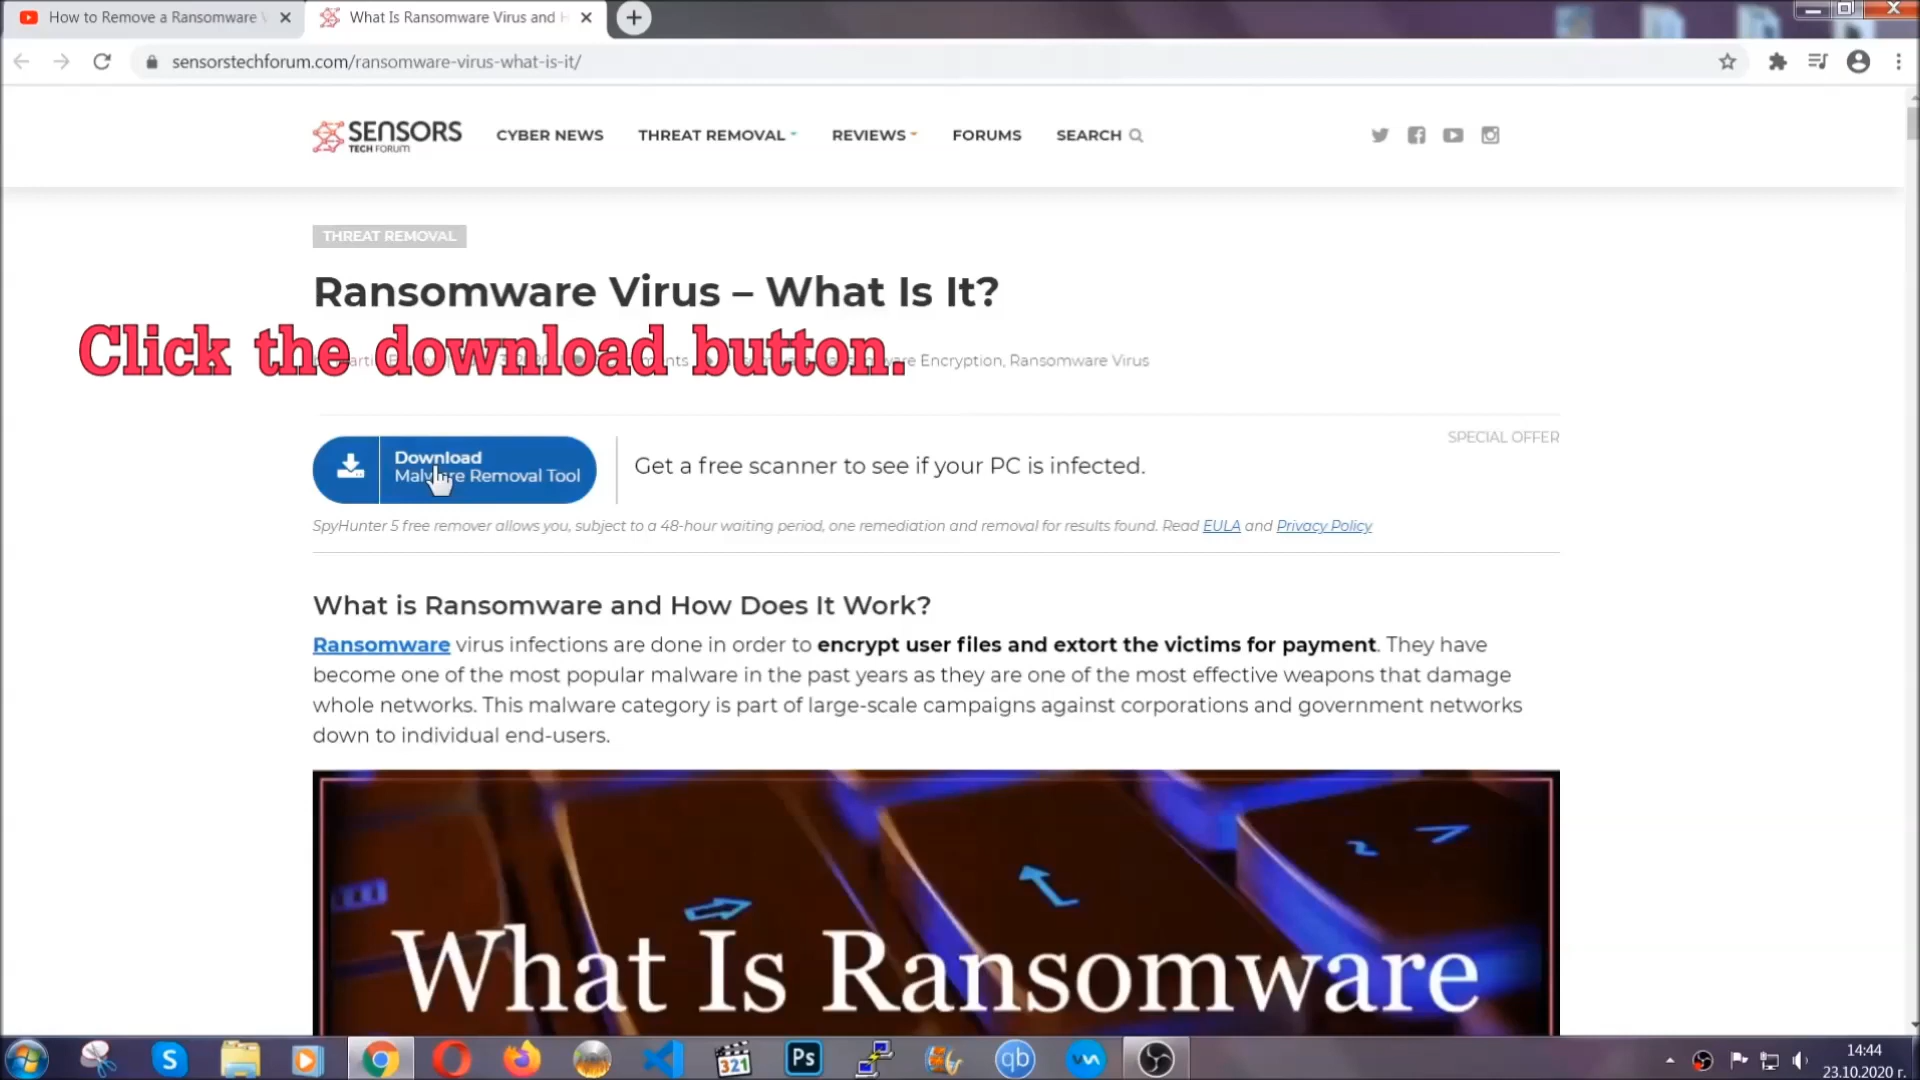 How to Remove a Ransomware
What Is Ransomware Virus and
sensorstechforum.com/ransomware-virus-what-is-it/
SENSORS
TECH FORUM
CYBER NEWS
THREAT REMOVAL
REVIEWS
FORUMS
SEARCH
THREAT REMOVAL
Ransomware Virus – What Is It?
Click the download button.
Encryption, Ransomware Virus
SPECIAL OFFER
Download
Malware Removal Tool
Get a free scanner to see if your PC is infected.
SpyHunter 5 free remover allows you, subject to a 48-hour waiting period, one remediation and removal for results found. Read EULA and Privacy Policy
What is Ransomware and How Does It Work?
Ransomware virus infections are done in order to encrypt user files and extort the victims for payment. They have
become one of the most popular malware in the past years as they are one of the most effective weapons that damage
whole networks. This malware category is part of large-scale campaigns against corporations and government networks
down to individual end-users.
What Is Ransomware
S
321
Ps
qb
14:44
23.10.2020 г.